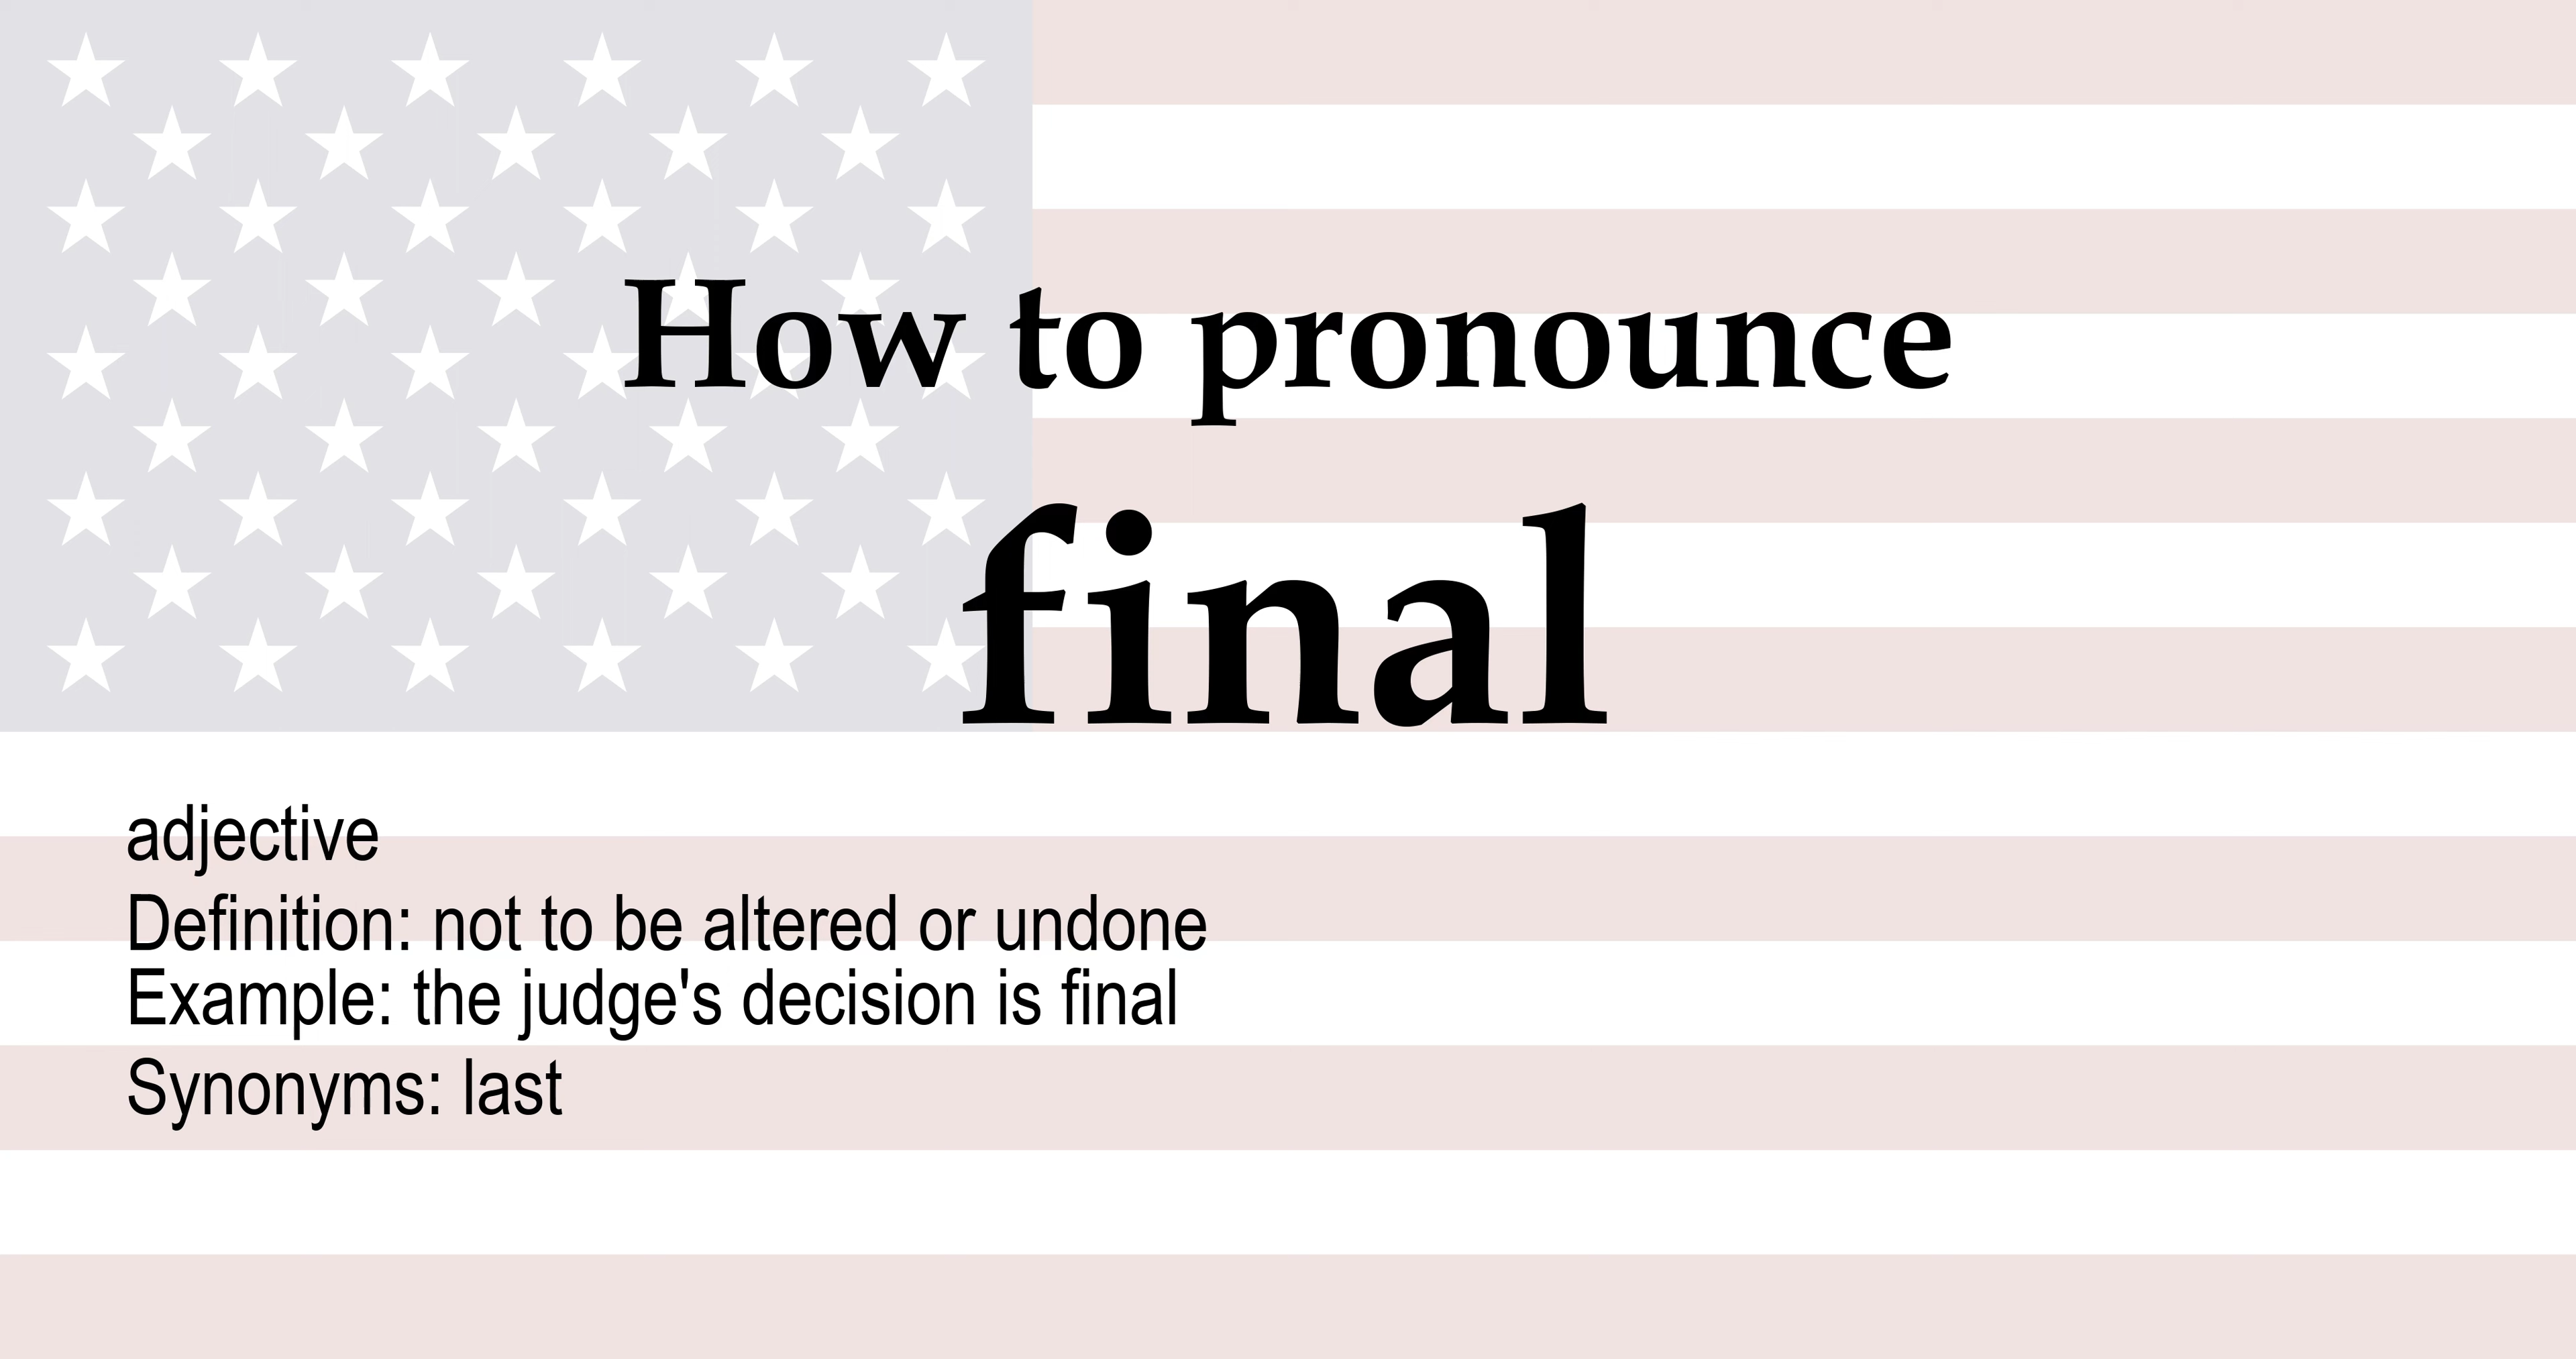 How to pronounce
final
adjective
Definition: not to be altered or undone
Example: the judge's decision is final
Synonyms: last